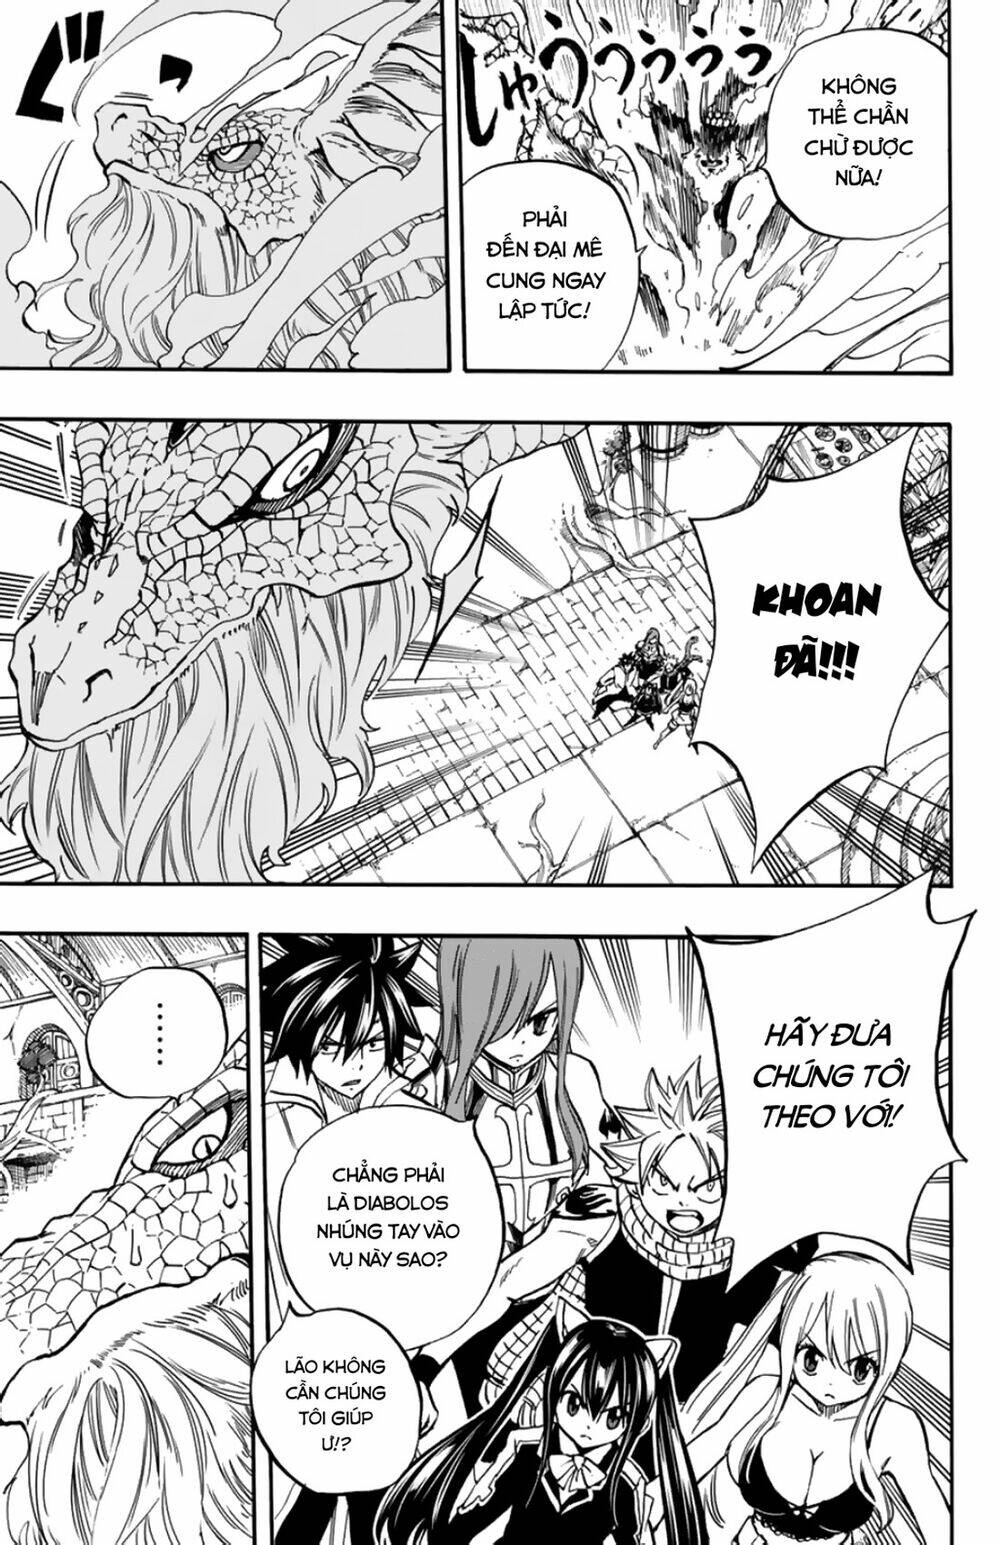 KHÔNG
THỂ CHẦN
CHỪ ĐƯỢC
NỮA!
PHẢI
ĐẾN ĐẠI MÊ
CUNG NGAY
LẬP TỨC!
しゅううううう
KHOAN
ĐÃ!!!
HÃY ĐƯA
CHÚNG TÔI
THEO VỚI!
CHẲNG PHẢI
LÀ DIABOLOS
NHÚNG TAY VÀO
VỤ NÀY SAO?
LÃO KHÔNG
CẦN CHÚNG
TÔI GIÚP
Ư!?
......